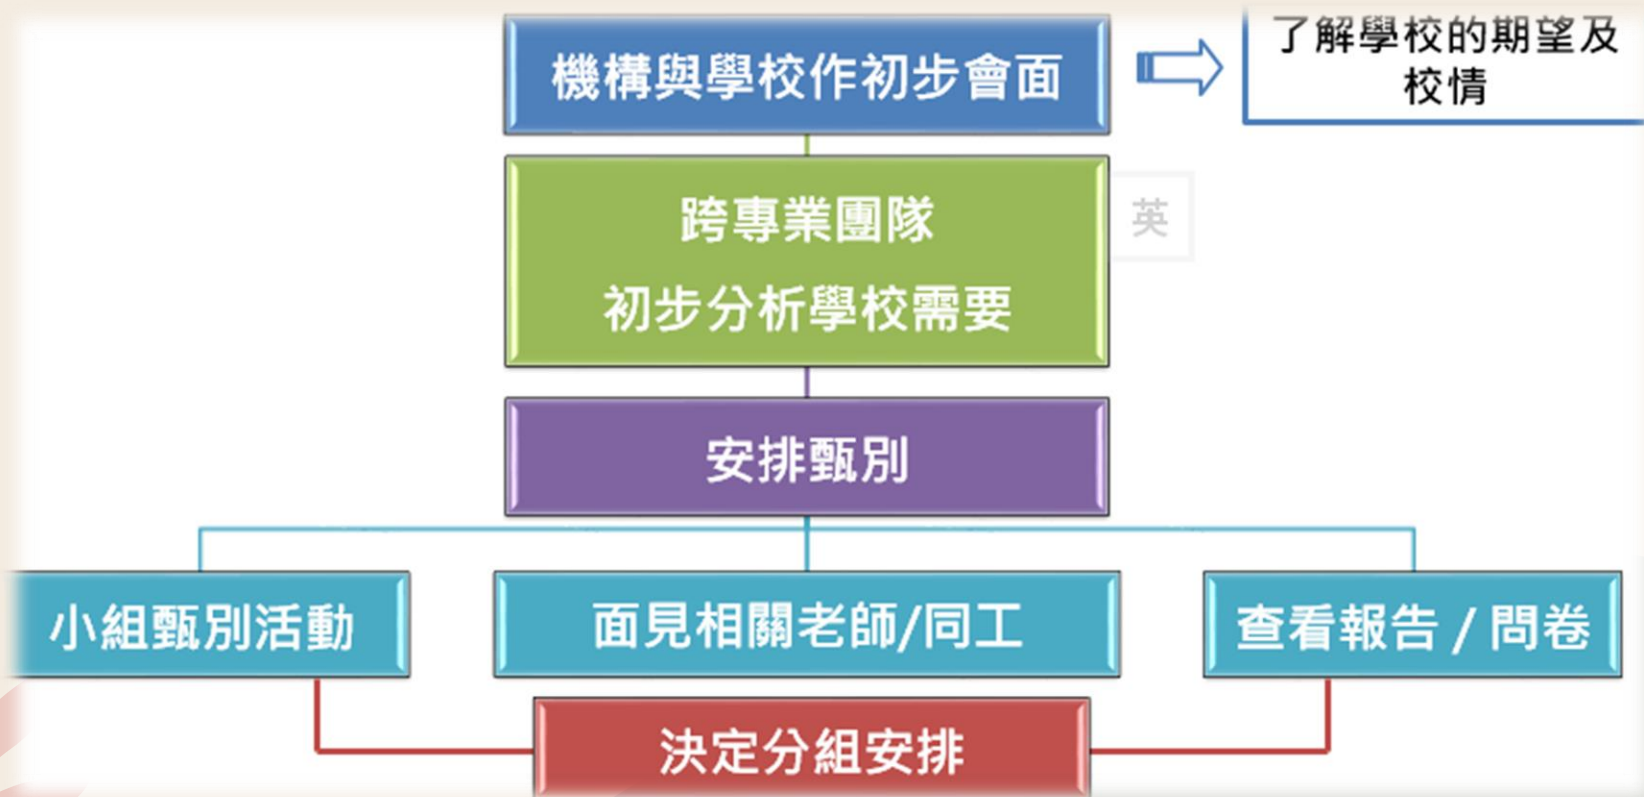 機構與學校作初步會面
了解學校的期望及
校情
跨專業團隊
初步分析學校需要
英
安排甄別
小組甄別活動
面見相關老師/同工
查看報告 / 問卷
決定分組安排